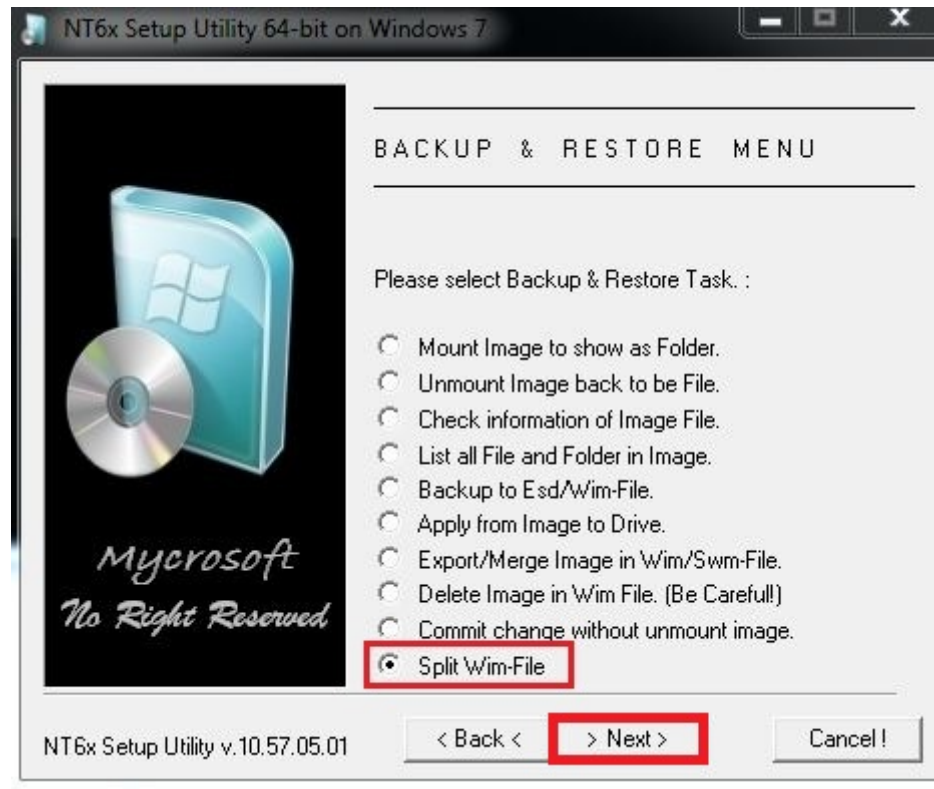 NT6x Setup Utility 64-bit on Windows 7
BACKUP & RESTORE MENU
Please select Backup & Restore Task. :
Mount Image to show as Folder.
Unmount Image back to be File.
Check information of Image File.
List all File and Folder in Image.
Backup to Esd/Wim-File.
Apply from Image to Drive.
Export/Merge Image in Wim/Swm-File.
Delete Image in Wim File. (Be Careful!)
Commit change without unmount image.
Split Wim-File
Mycrosoft
No Right Reserved
NT6x Setup Utility v.10.57.05.01
< Back <
> Next >
Cancel !